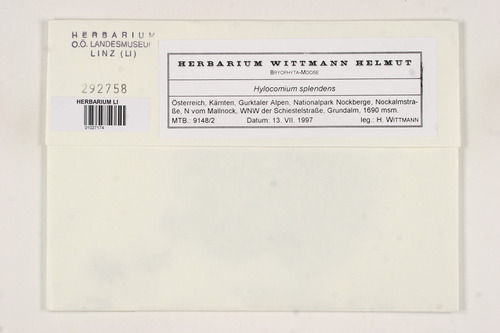 HERBARIUM
O.Ö. LANDESMUSEUM
LINZ (LI)
292758
HERBARIUM LI
01027174
HERBARIUM WITTMANN HELMUT
BRYOPHYTA-MOOSE
Hylocomium splendens
Österreich, Kärnten, Gurktaler Alpen, Nationalpark Nockberge, Nockalmstra-
ße, N vom Mallnock, WNW der Schiestelstraße, Grundalm, 1690 msm.
MTB.: 9148/2 Datum: 13. VII. 1997 leg.: H. WITTMANN